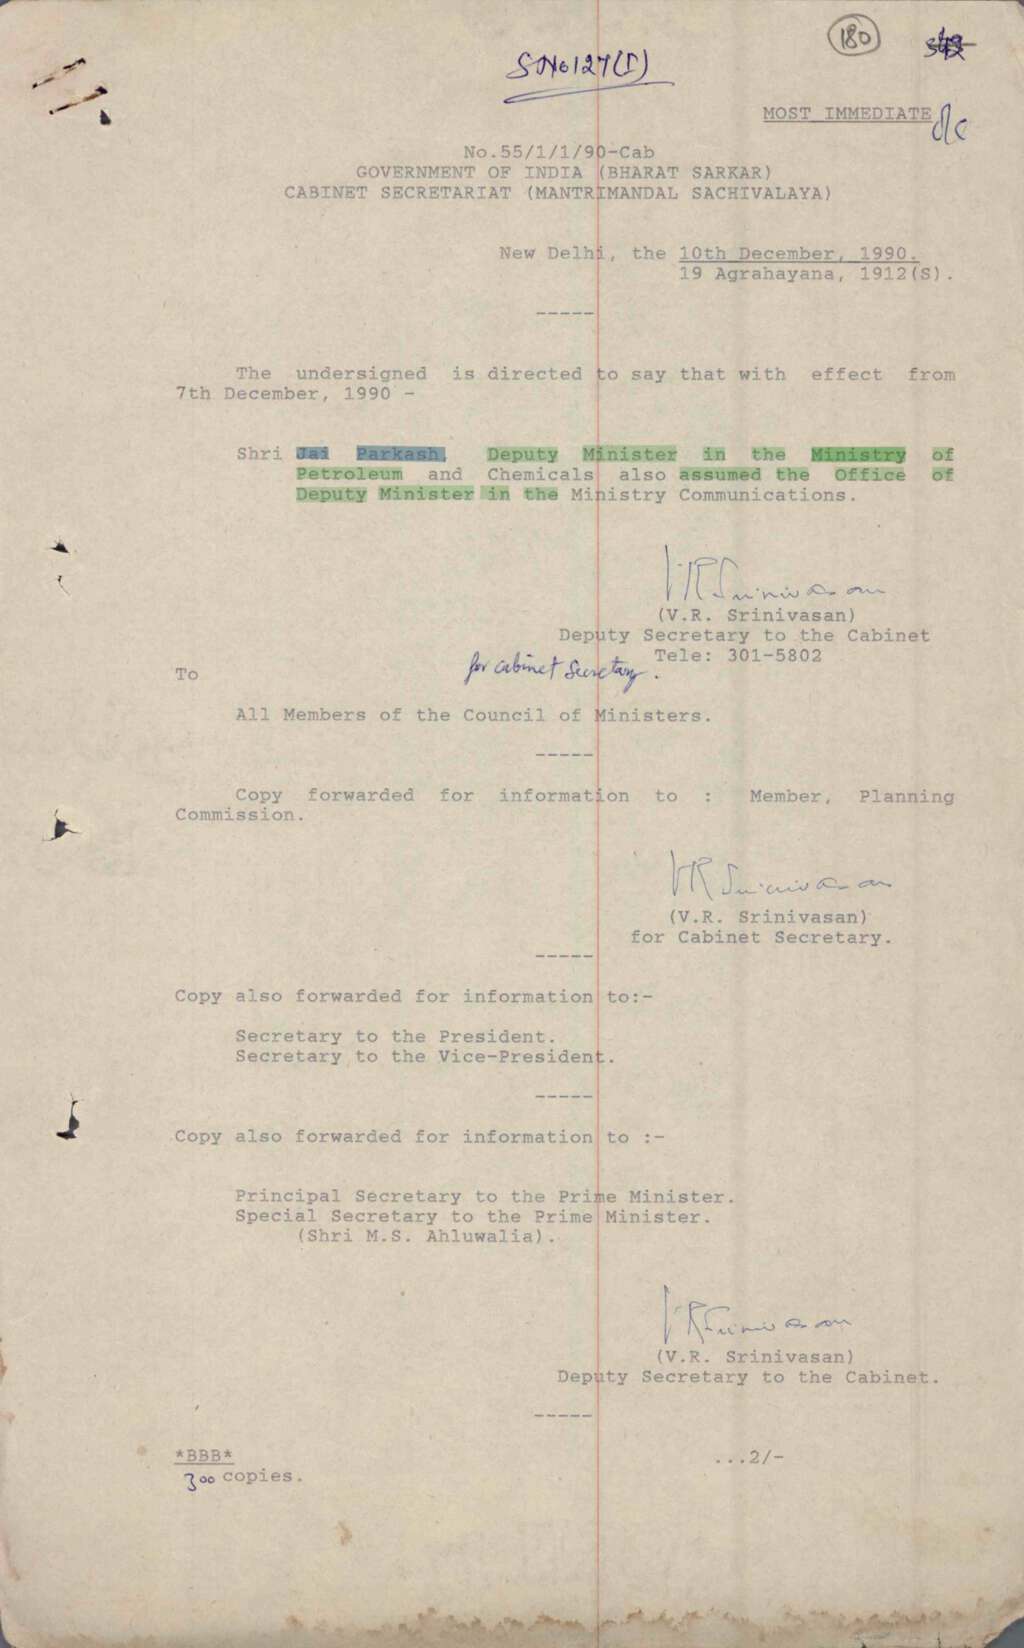 180
S.No 127(I)
MOST IMMEDIATE
No.55/1/1/90-Cab
GOVERNMENT OF INDIA (BHARAT SARKAR)
CABINET SECRETARIAT (MANTRIMANDAL SACHIVALAYA)
New Delhi, the 10th December, 1990.
19 Agrahayana, 1912(S).
-----
The undersigned is directed to say that with effect from
7th December, 1990 -
Shri Jai Parkash, Deputy Minister in the Ministry of
Petroleum and Chemicals also assumed the Office of
Deputy Minister in the Ministry Communications.
VR Srinivasan
(V.R. Srinivasan)
Deputy Secretary to the Cabinet
Tele: 301-5802
for cabinet Secretary.
To
All Members of the Council of Ministers.
-----
Copy forwarded for information to : Member, Planning
Commission.
VR Srinivasan
(V.R. Srinivasan)
for Cabinet Secretary.
-----
Copy also forwarded for information to:-
Secretary to the President.
Secretary to the Vice-President.
-----
Copy also forwarded for information to :-
Principal Secretary to the Prime Minister.
Special Secretary to the Prime Minister.
(Shri M.S. Ahluwalia).
VR Srinivasan
(V.R. Srinivasan)
Deputy Secretary to the Cabinet.
-----
*BBB*
...2/-
300 copies.